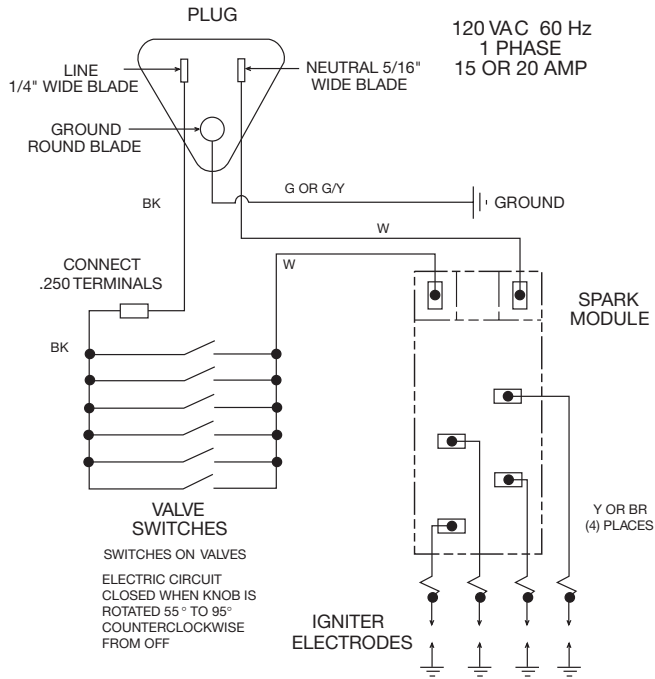 PLUG
120 VAC 60 Hz
1 PHASE
15 OR 20 AMP
LINE
1/4" WIDE BLADE
NEUTRAL 5/16"
WIDE BLADE
GROUND
ROUND BLADE
BK
G OR G/Y
GROUND
W
W
CONNECT
.250 TERMINALS
SPARK
MODULE
BK
VALVE
SWITCHES
SWITCHES ON VALVES
ELECTRIC CIRCUIT
CLOSED WHEN KNOB IS
ROTATED 55° TO 95°
COUNTERCLOCKWISE
FROM OFF
Y OR BR
(4) PLACES
IGNITER
ELECTRODES